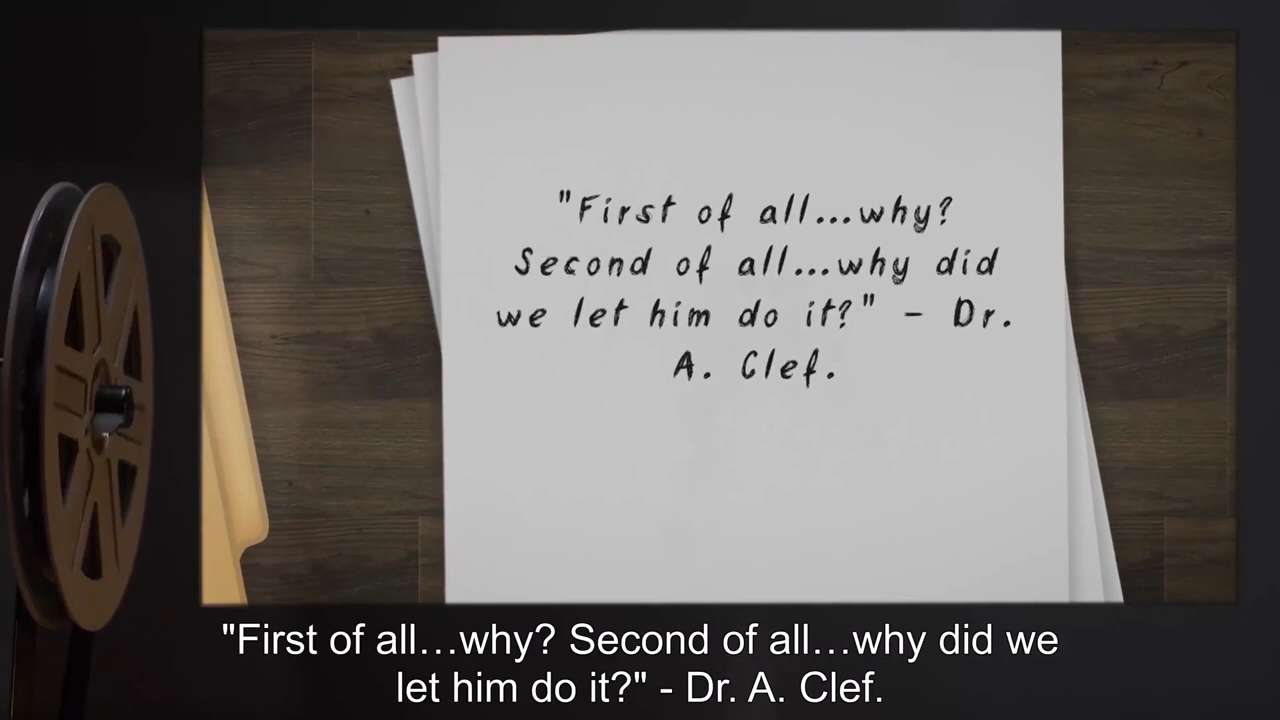 "First of all...why?
Second of all...why did
we let him do it?" - Dr.
A. Clef.
"First of all…why? Second of all…why did we
let him do it?" - Dr. A. Clef.